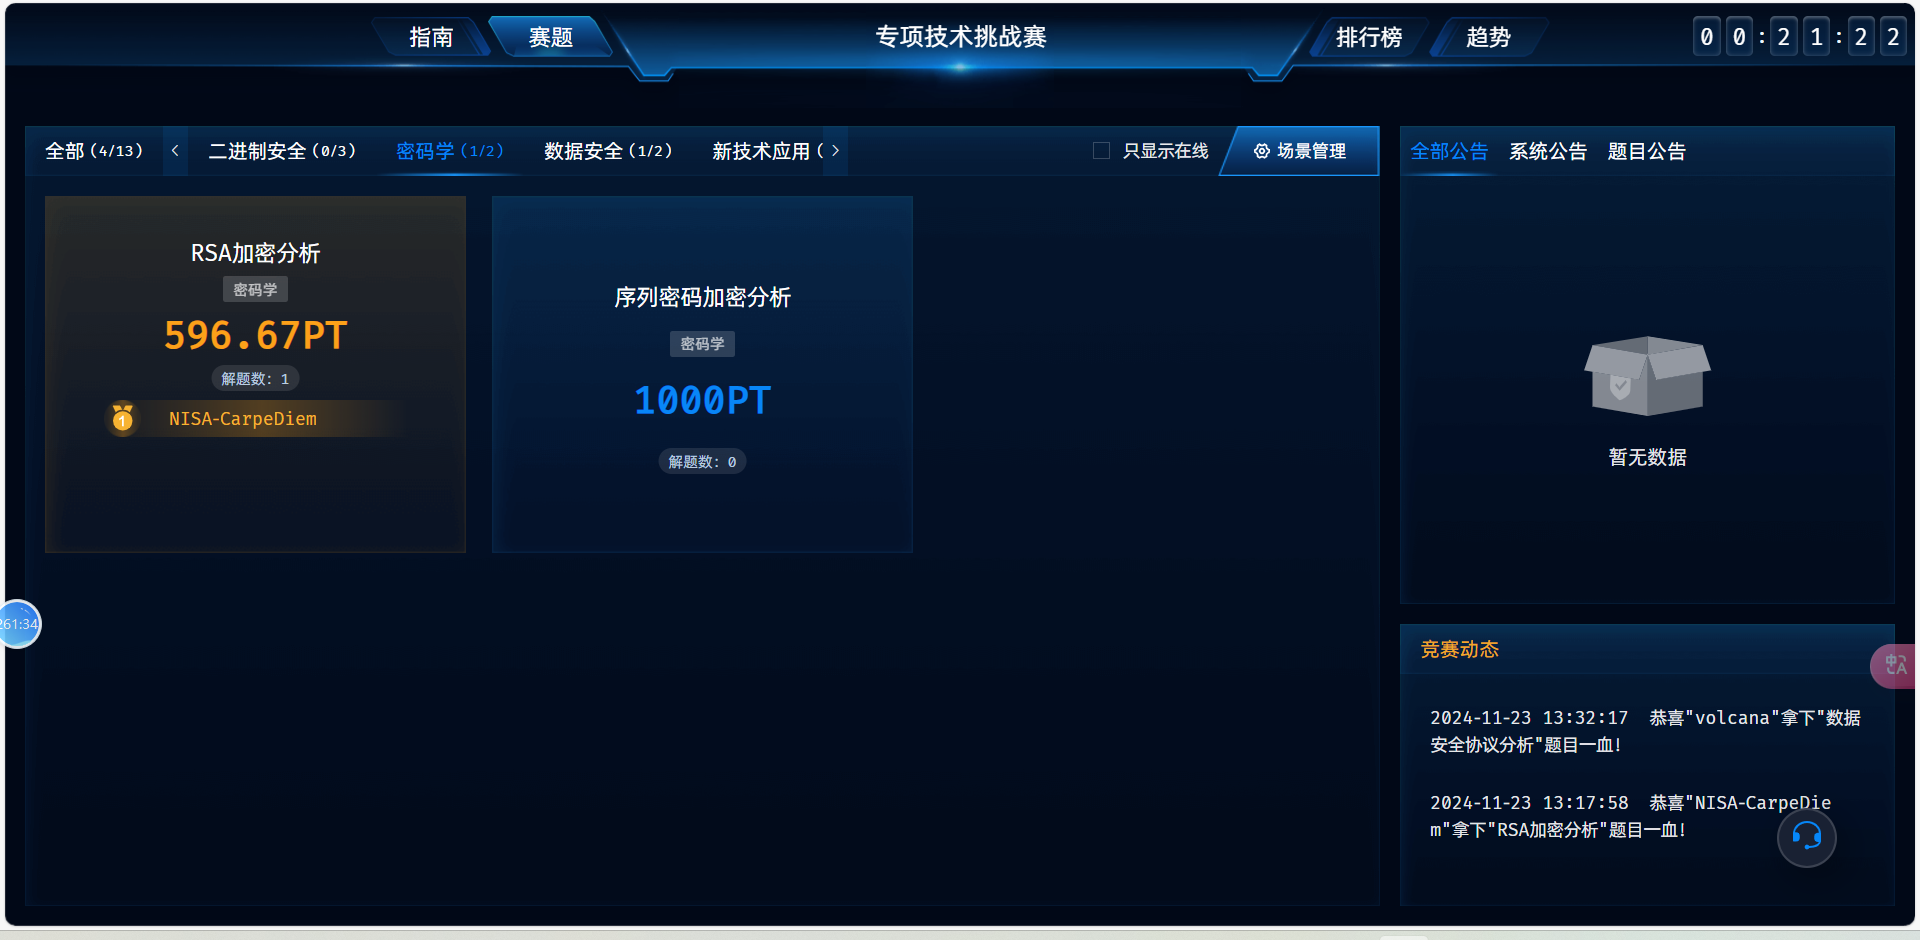 指南
赛题
专项技术挑战赛
排行榜
趋势
00:21:22
全部(4/13)
二进制安全(0/3)
密码学(1/2)
数据安全(1/2)
新技术应用(
只显示在线
场景管理
RSA加密分析
密码学
596.67PT
解题数: 1
1
NISA-CarpeDiem
序列密码加密分析
密码学
1000PT
解题数: 0
全部公告
系统公告
题目公告
暂无数据
竞赛动态
2024-11-23 13:32:17 恭喜"volcana"拿下"数据
安全协议分析"题目一血!
2024-11-23 13:17:58 恭喜"NISA-CarpeDie
m"拿下"RSA加密分析"题目一血!
261:34
中A